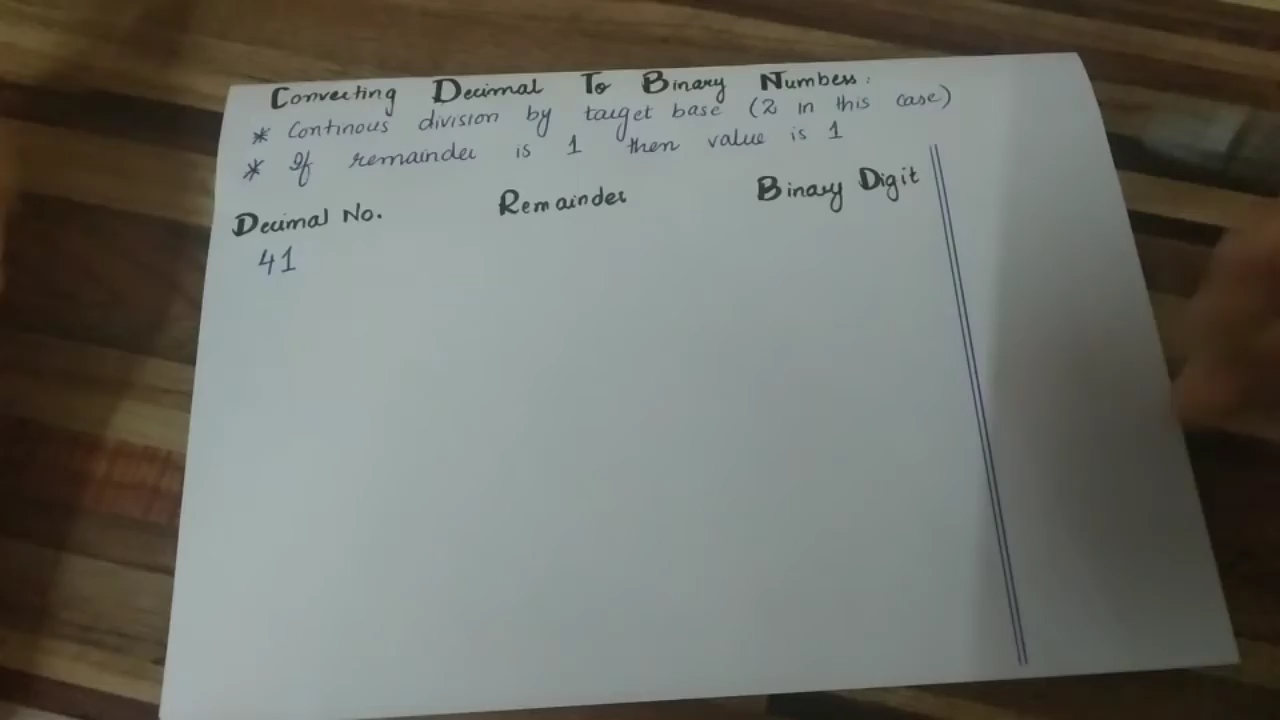 Converting Decimal To Binary Numbers:
* Continous division by target base (2 in this case)
* If remainder is 1 then value is 1
Decimal No. Remainder Binary Digit
41